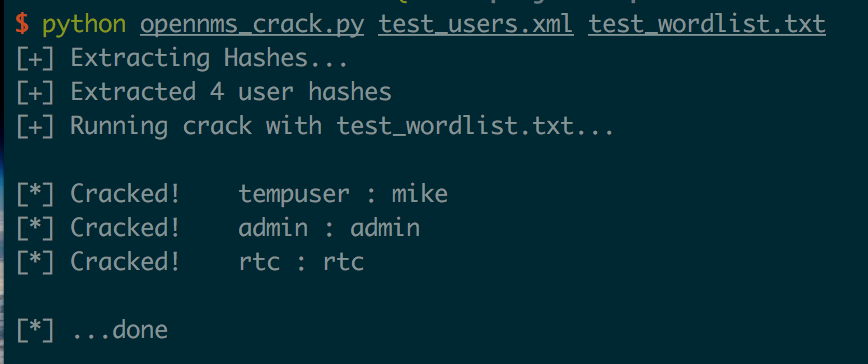 $ python opennms_crack.py test_users.xml test_wordlist.txt
[+] Extracting Hashes...
[+] Extracted 4 user hashes
[+] Running crack with test_wordlist.txt...
[*] Cracked!    tempuser : mike
[*] Cracked!    admin : admin
[*] Cracked!    rtc : rtc
[*] ...done